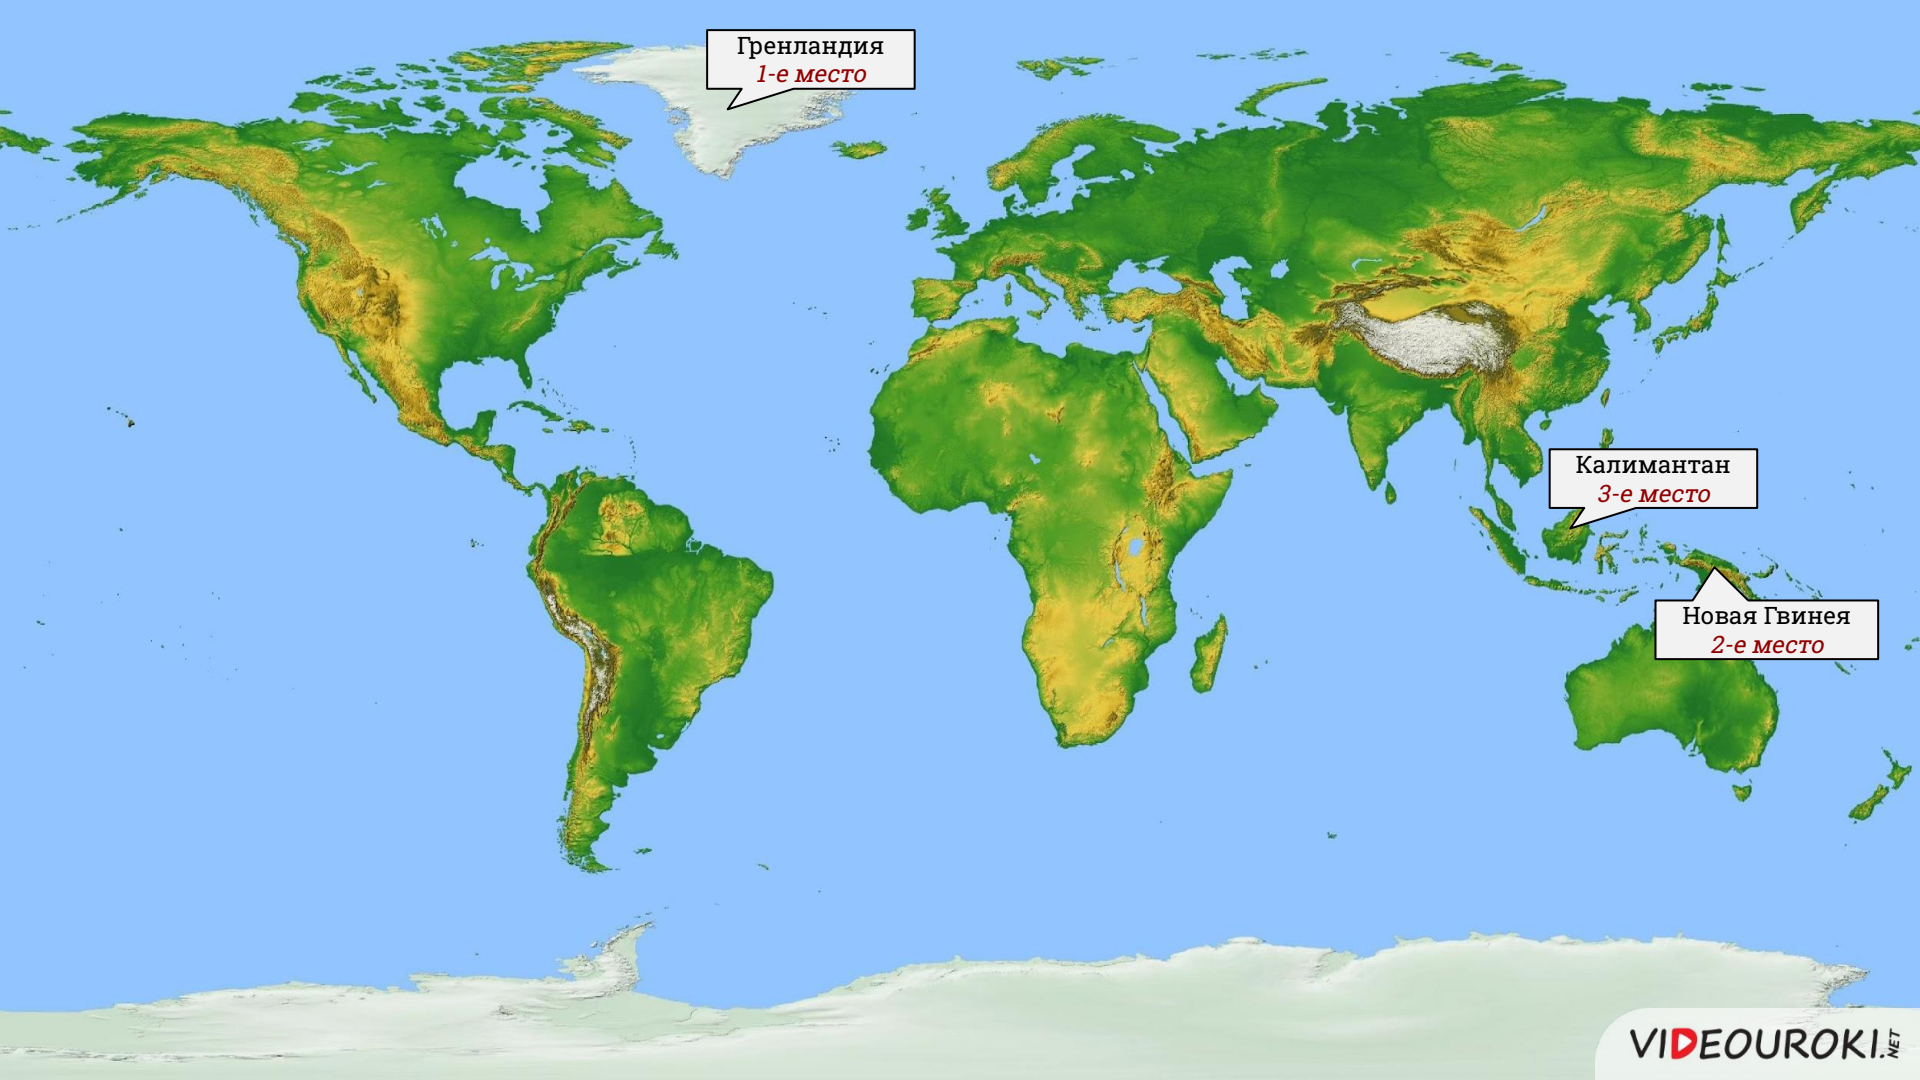 Гренландия
1-е место
Калимантан
3-е место
Новая Гвинея
2-е место
VIDEOUROKI.NET